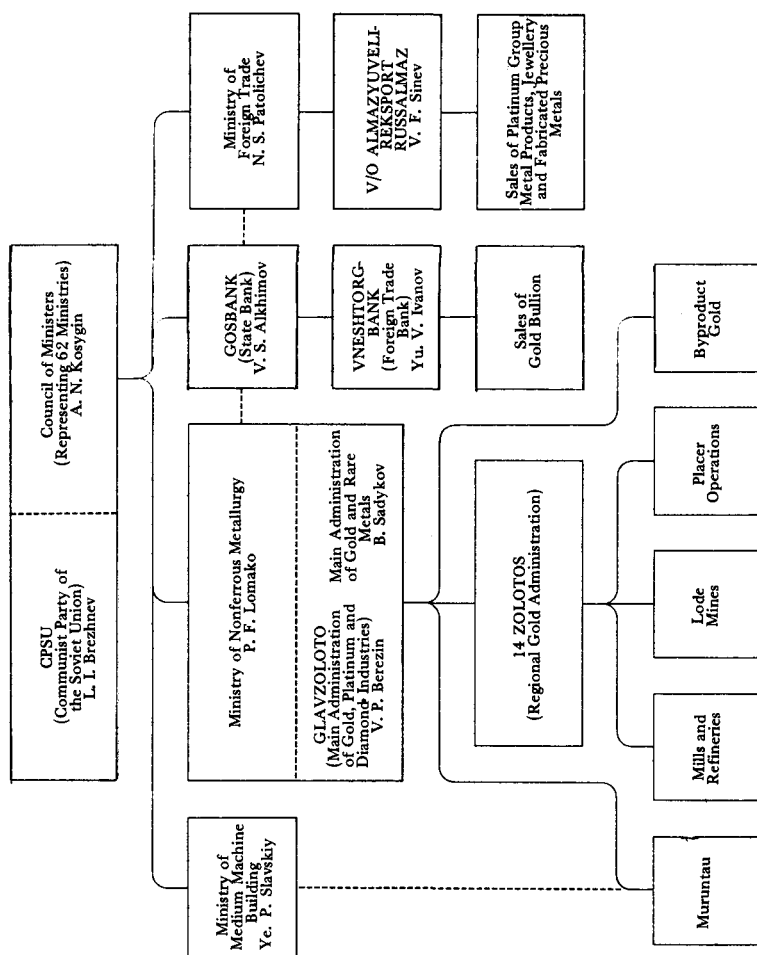 CPSU
(Communist Party of
the Soviet Union)
L. I. Brezhnev
Council of Ministers
(Representing 62 Ministries)
A. N. Kosygin
Ministry of
Medium Machine
Building
Ye. P. Slavskiy
Ministry of Nonferrous Metallurgy
P. F. Lomako
GLAVZOLOTO
(Main Administration
of Gold, Platinum and
Diamond Industries)
V. P. Berezin
Main Administration
of Gold and Rare
Metals
B. Sadykov
GOSBANK
(State Bank)
V. S. Alkhimov
Ministry of
Foreign Trade
N. S. Patolichev
VNESHTORG-
BANK
(Foreign Trade
Bank)
Yu. V. Ivanov
V/O ALMAZYUVELI-
REKSPORT
RUSSALMAZ
V. F. Sinev
14 ZOLOTOS
(Regional Gold Administration)
Sales of
Gold Bullion
Sales of Platinum Group
Metal Products, Jewellery
and Fabricated Precious
Metals
Muruntau
Mills and
Refineries
Lode
Mines
Placer
Operations
Byproduct
Gold